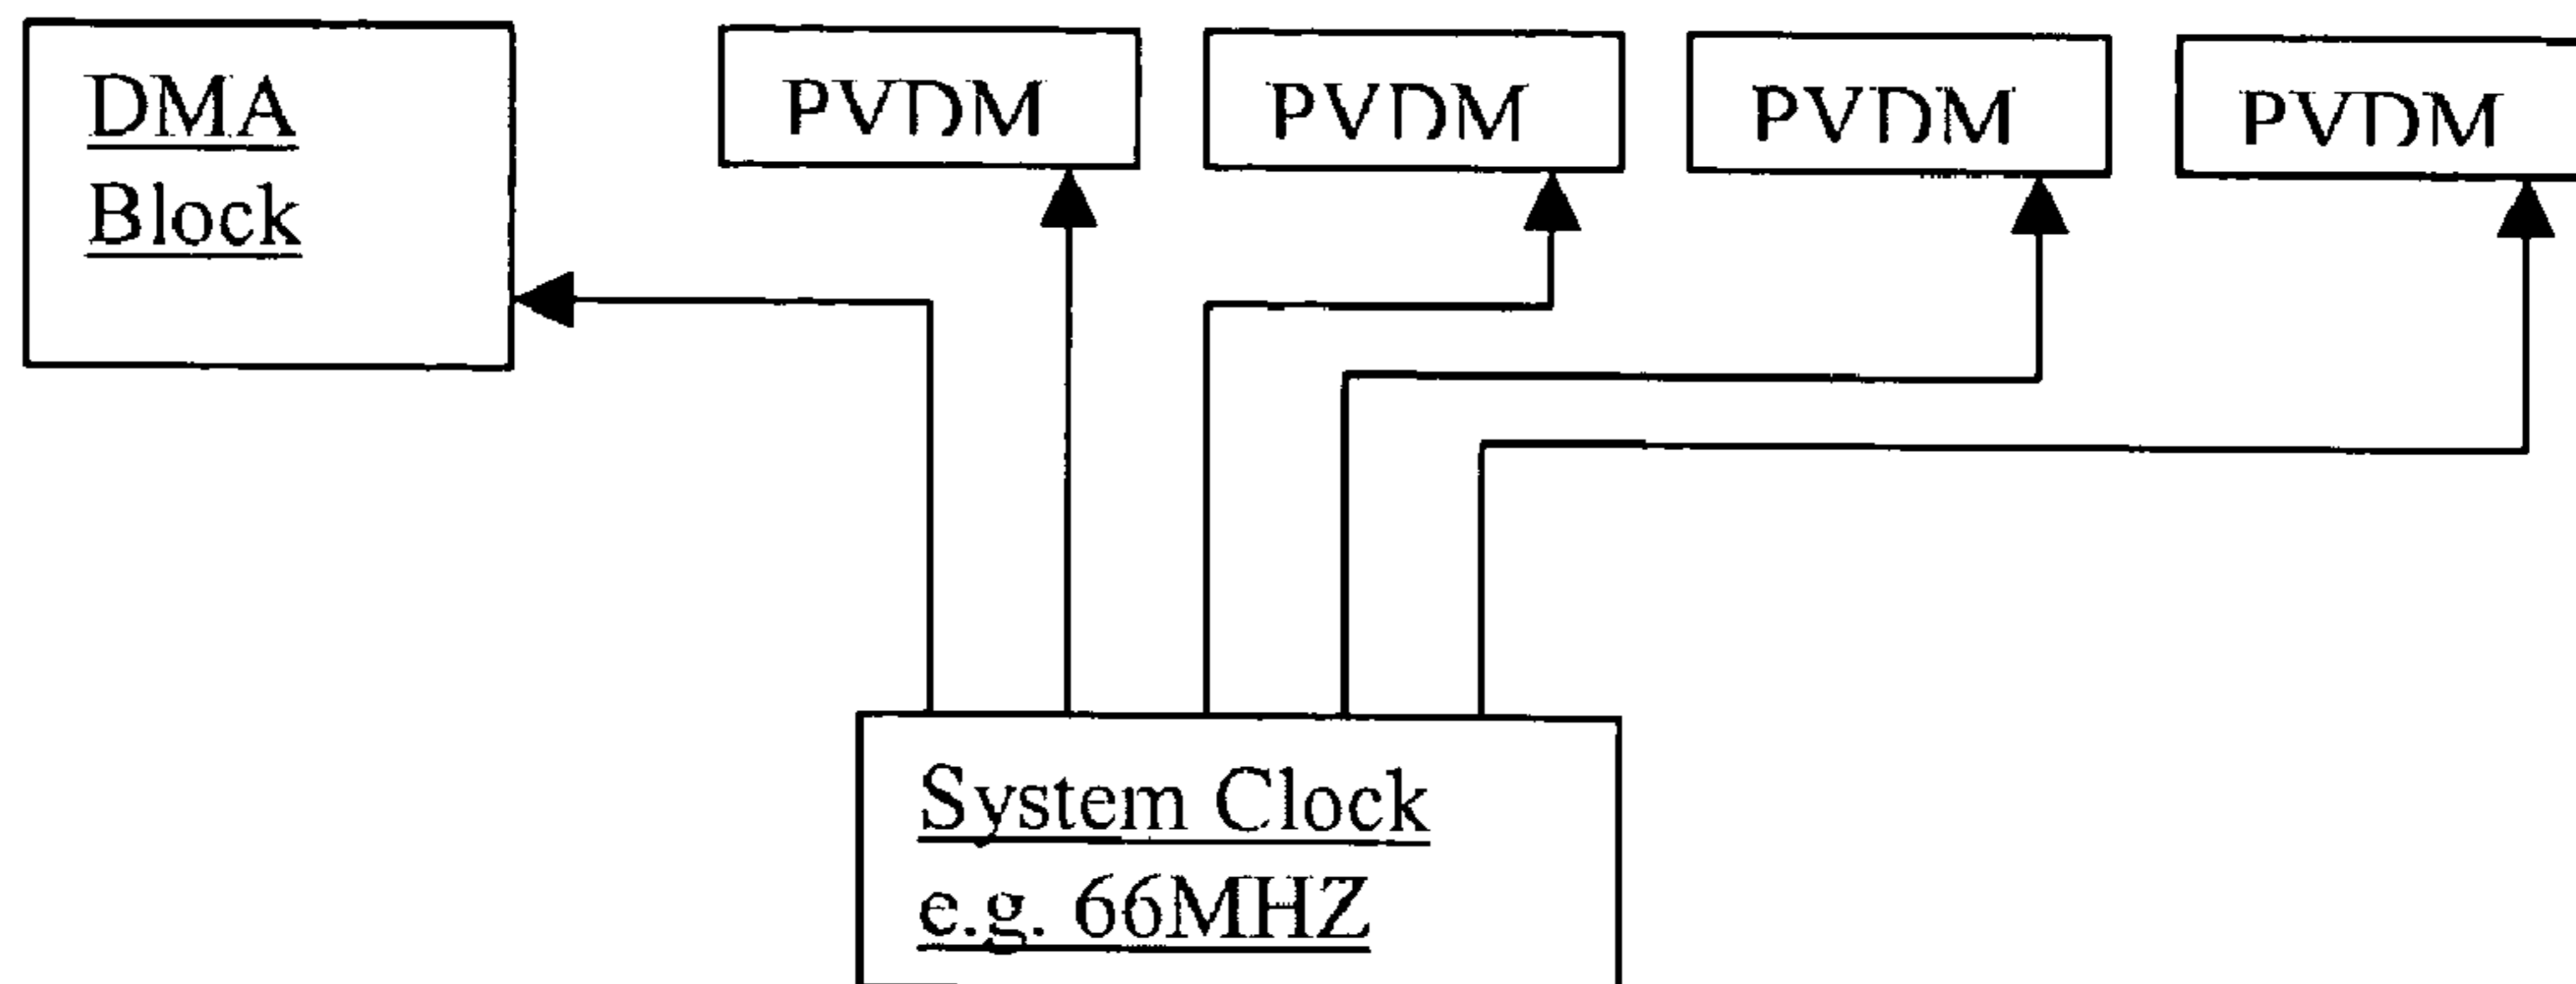 DMA
Block
PVDM
PVDM
PVDM
PVDM
System Clock
e.g. 66MHZ